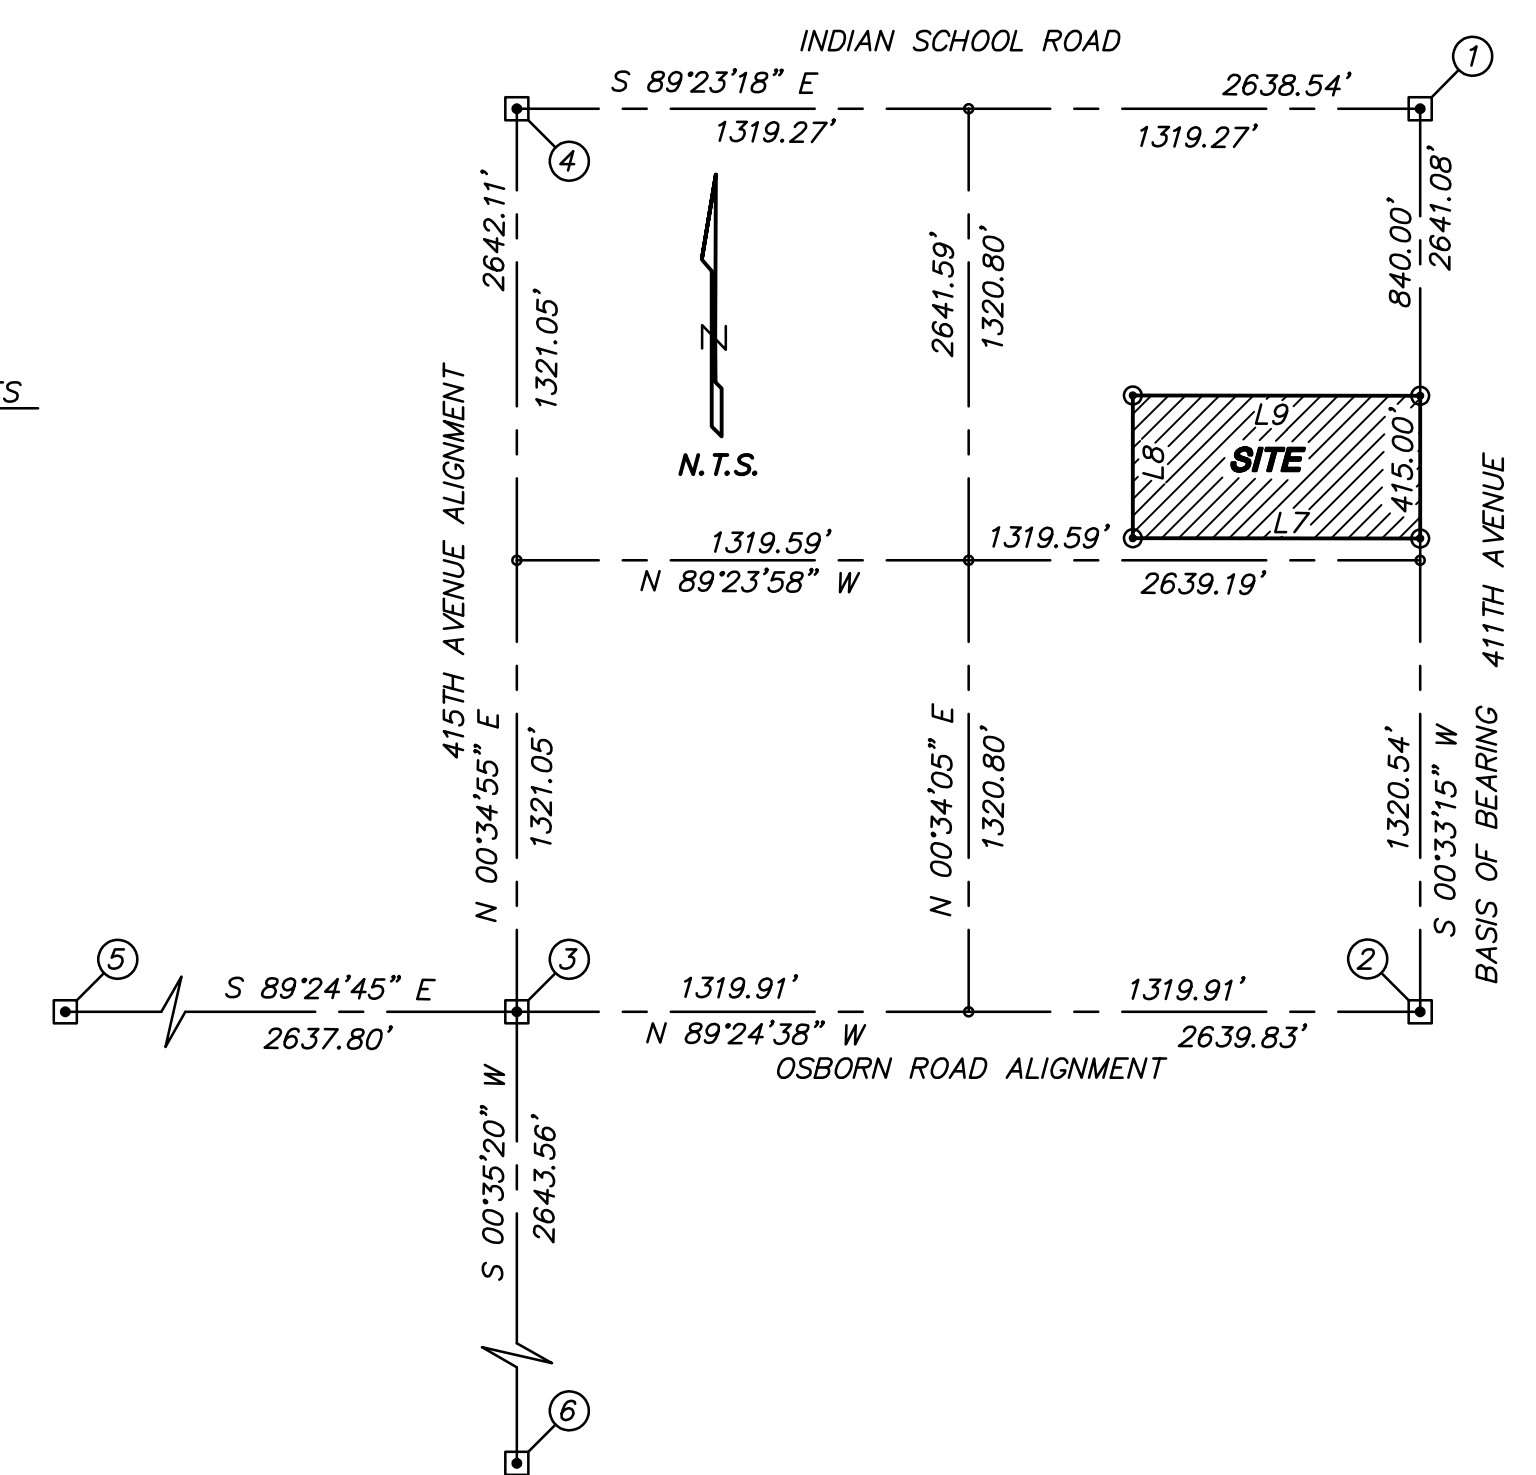 INDIAN SCHOOL ROAD
1
S 89°23'18" E
2638.54'
1319.27'
1319.27'
4
2642.11'
1321.05'
2641.59'
1320.80'
840.00'
2641.08'
TS
415TH AVENUE ALIGNMENT
N
N.T.S.
L9
L8
SITE
415.00'
L7
411TH AVENUE
1319.59'
1319.59'
N 89°23'58" W
2639.19'
N 00°34'55" E
1321.05'
N 00°34'05" E
1320.80'
1320.54'
S 00°33'15" W
BASIS OF BEARING
5
3
2
S 89°24'45" E
1319.91'
1319.91'
2637.80'
N 89°24'38" W
2639.83'
OSBORN ROAD ALIGNMENT
S 00°35'20" W
2643.56'
6